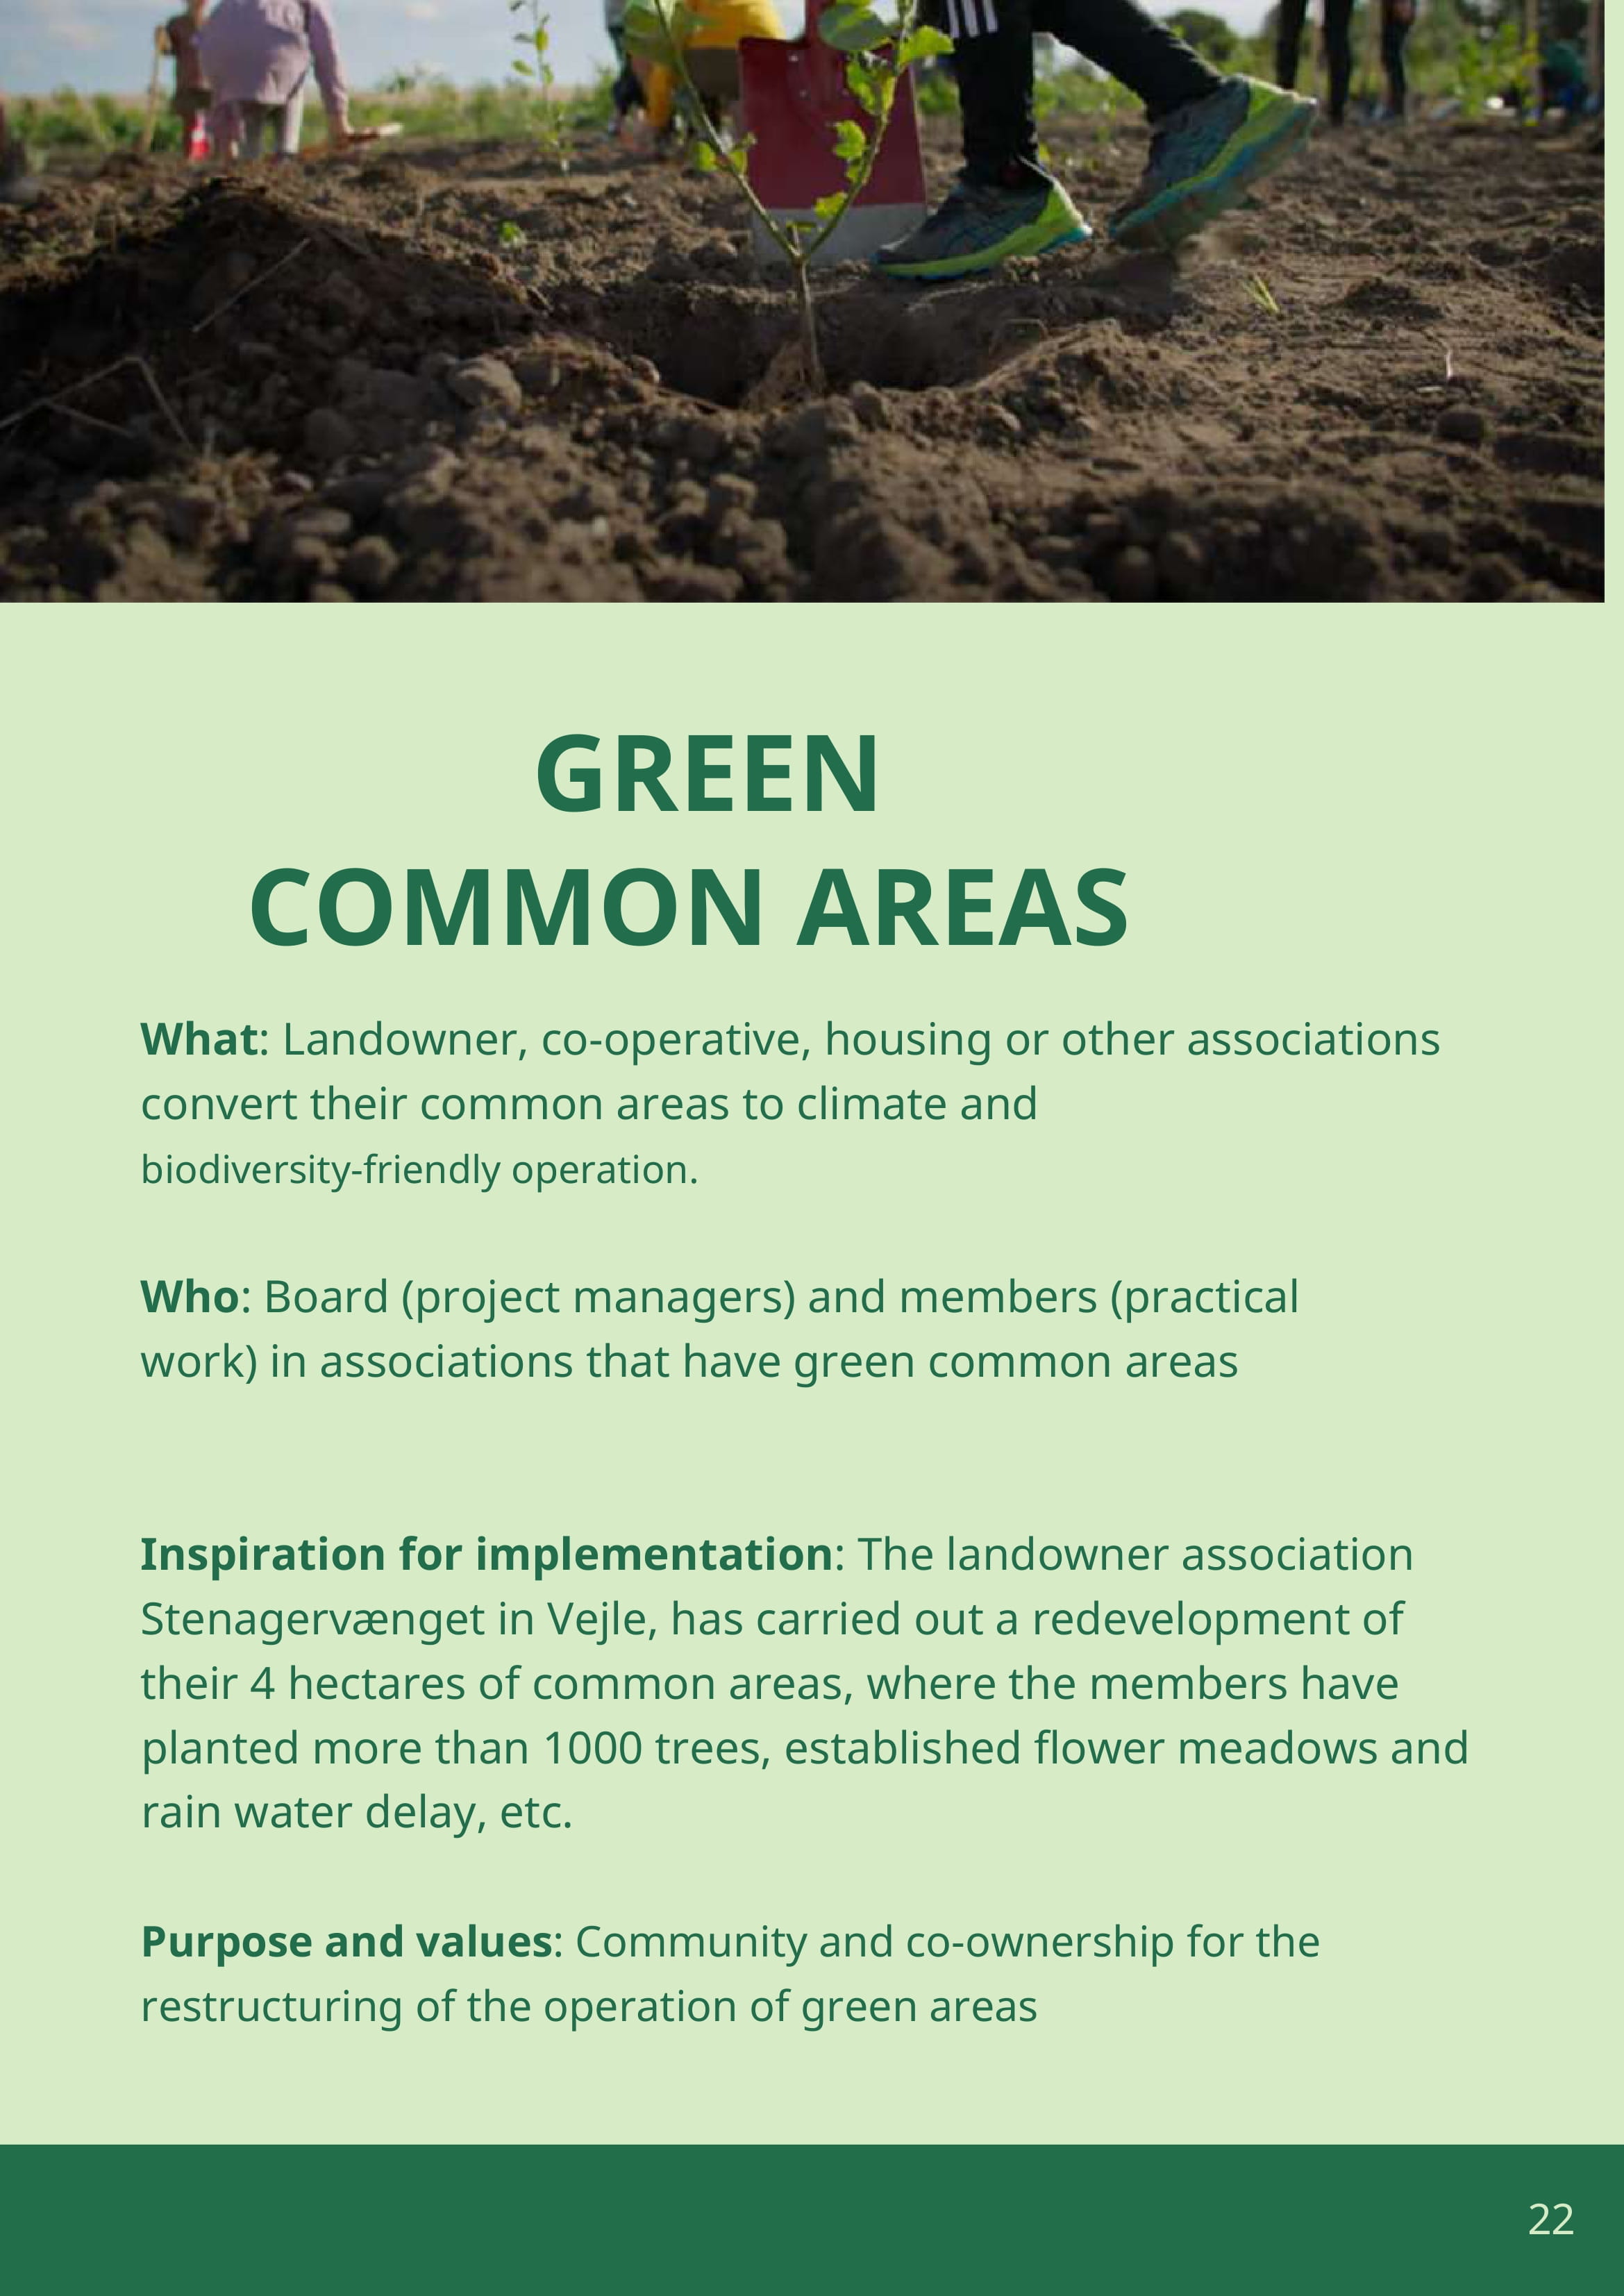 GREEN
COMMON AREAS
What: Landowner, co-operative, housing or other associations
convert their common areas to climate and
biodiversity-friendly operation.
Who: Board (project managers) and members (practical
work) in associations that have green common areas
Inspiration for implementation: The landowner association
Stenagervænget in Vejle, has carried out a redevelopment of
their 4 hectares of common areas, where the members have
planted more than 1000 trees, established flower meadows and
rain water delay, etc.
Purpose and values: Community and co-ownership for the
restructuring of the operation of green areas
22